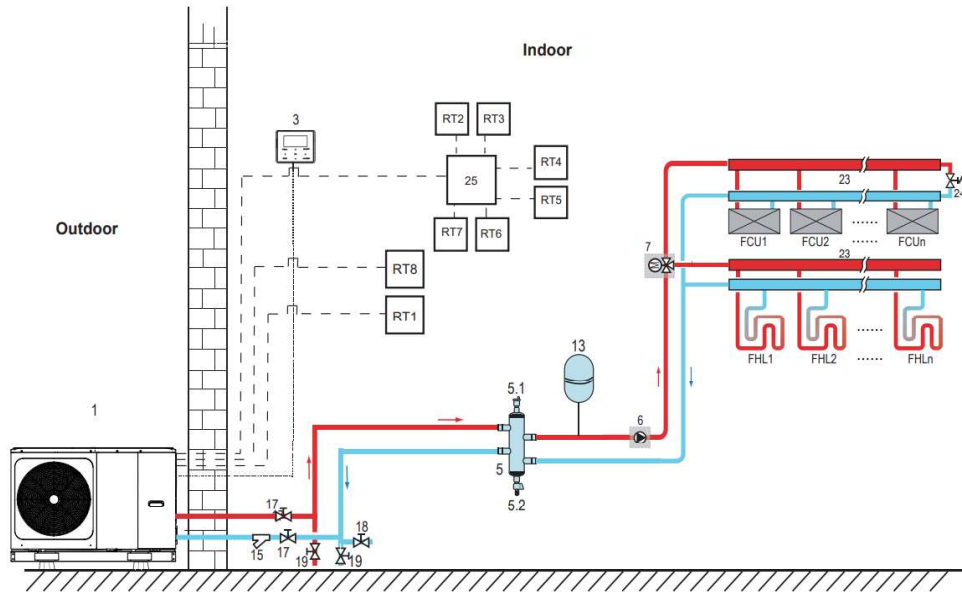 Indoor
3
RT2 RT3
RT4
25
RT5
RT7 RT6
23
24
FCU1 FCU2 ...... FCUn
......
Outdoor
7
M
23
RT8
RT1
......
FHL1 FHL2 ...... FHLn
13
5.1
6
1
5
5.2
17
18
15 17
19 19